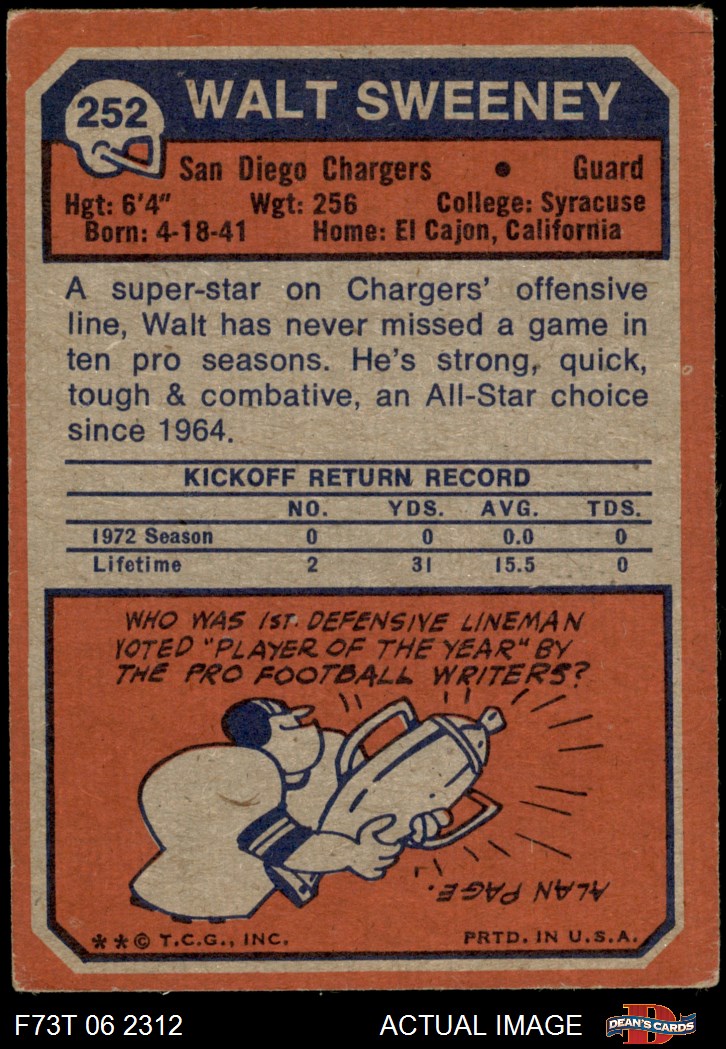 252 WALT SWEENEY
San Diego Chargers • Guard
Hgt: 6'4" Wgt: 256 College: Syracuse
Born: 4-18-41 Home: El Cajon, California
A super-star on Chargers' offensive
line, Walt has never missed a game in
ten pro seasons. He's strong, quick,
tough & combative, an All-Star choice
since 1964.
KICKOFF RETURN RECORD
NO. YDS. AVG. TDS.
1972 Season 0 0 0.0 0
Lifetime 2 31 15.5 0
WHO WAS 1ST. DEFENSIVE LINEMAN
VOTED "PLAYER OF THE YEAR" BY
THE PRO FOOTBALL WRITERS?
ALAN PAGE.
** © T.C.G., INC. PRTD. IN U.S.A.
F73T 06 2312 ACTUAL IMAGE D DEAN'S CARDS